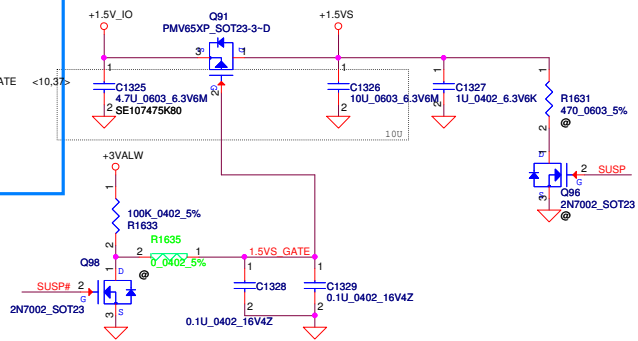 +1.5V_IO
Q91
PMV65XP_SOT23-3~D
+1.5VS
3
S
D
1
G
2
ATE
<10,37>
1
C1325
4.7U_0603_6.3V6M
2
SE107475K80
1
C1326
10U_0603_6.3V6M
2
1
C1327
1U_0402_6.3V6K
2
1
R1631
470_0603_5%
2
@
10U
1
D
2
SUSP
G
Q96
S
3
2N7002_SOT23
@
+3VALW
1
100K_0402_5%
R1633
2
R1635
2
1
0_0402_5%
@
1.5VS_GATE
Q98
1
D
SUSP#
2
G
2N7002_SOT23
3
S
1
C1328
2
0.1U_0402_16V4Z
1
C1329
0.1U_0402_16V4Z
2